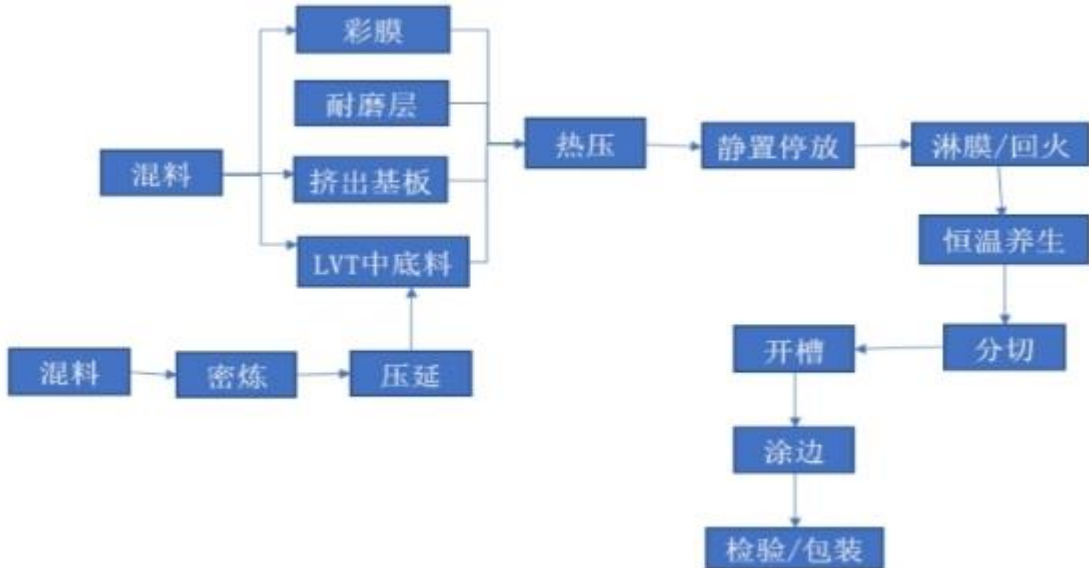 彩膜
耐磨层
混料
挤出基板
LVT中底料
热压
静置停放
淋膜/回火
恒温养生
混料
密炼
压延
开槽
分切
涂边
检验/包装